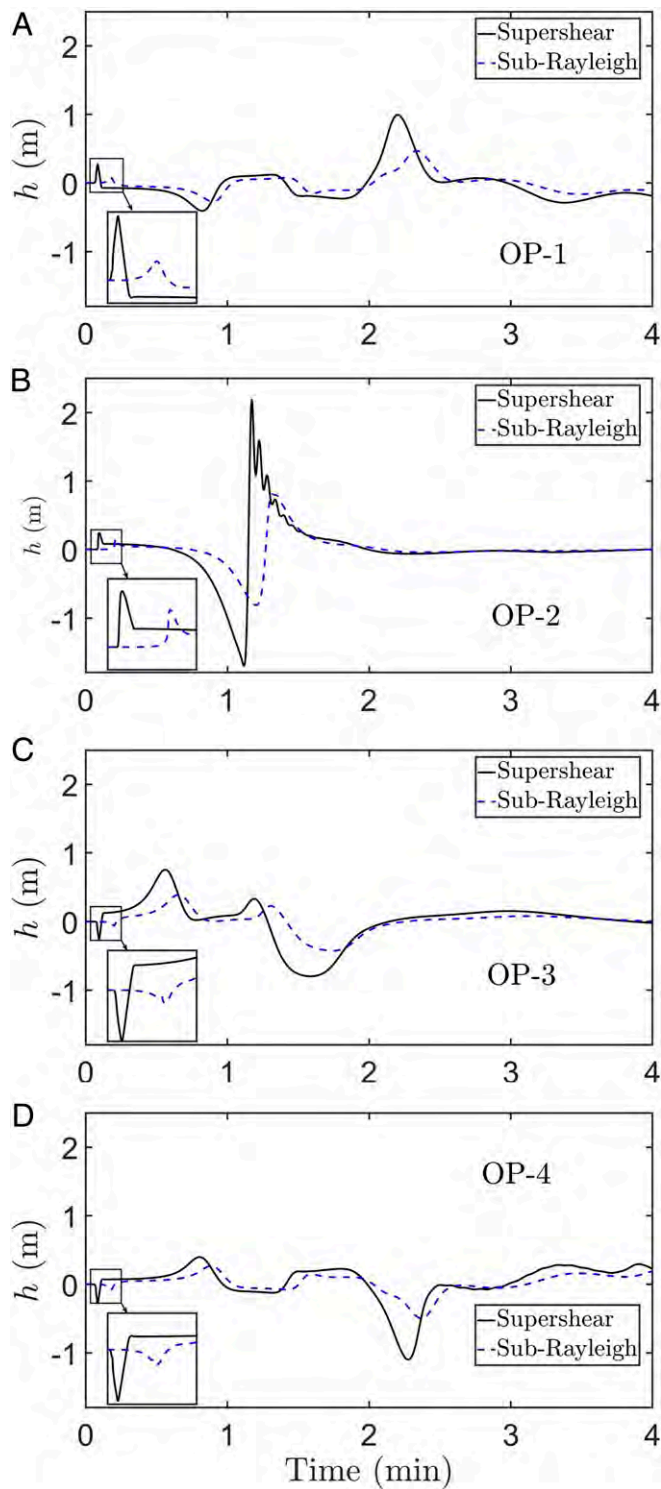 A
Supershear
Sub-Rayleigh
2
1
0
-1
h (m)
OP-1
0 1 2 3 4
B
Supershear
Sub-Rayleigh
2
1
0
-1
h (m)
OP-2
0 1 2 3 4
C
Supershear
Sub-Rayleigh
2
1
0
-1
h (m)
OP-3
0 1 2 3 4
D
OP-4
2
1
0
-1
h (m)
Supershear
Sub-Rayleigh
0 1 2 3 4
Time (min)